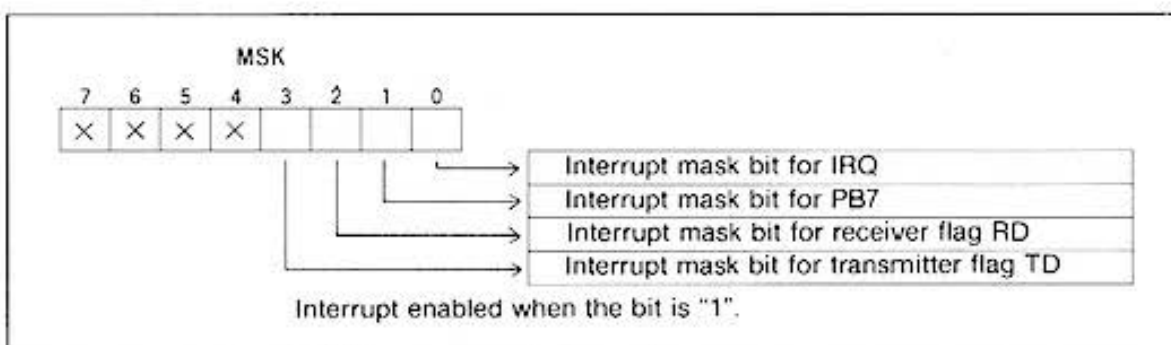 MSK
7 6 5 4 3 2 1 0
× × × ×
Interrupt mask bit for IRQ
Interrupt mask bit for PB7
Interrupt mask bit for receiver flag RD
Interrupt mask bit for transmitter flag TD
Interrupt enabled when the bit is "1".